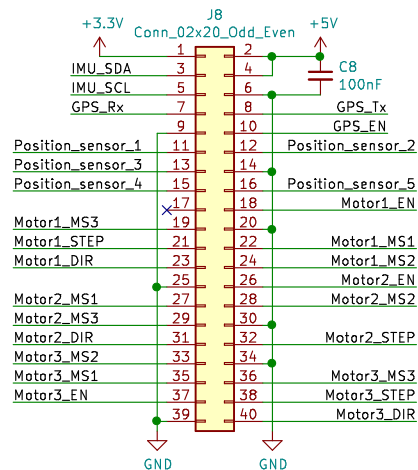 J8
Conn_02x20_Odd_Even
+3.3V
+5V
1 2
IMU_SDA 3 4
C8
100nF
IMU_SCL 5 6
GPS_Rx 7 8 GPS_Tx
9 10 GPS_EN
Position_sensor_1 11 12 Position_sensor_2
Position_sensor_3 13 14
Position_sensor_4 15 16 Position_sensor_5
17 18 Motor1_EN
Motor1_MS3 19 20
Motor1_STEP 21 22 Motor1_MS1
Motor1_DIR 23 24 Motor1_MS2
25 26 Motor2_EN
Motor2_MS1 27 28 Motor2_MS2
Motor2_MS3 29 30
Motor2_DIR 31 32 Motor2_STEP
Motor3_MS2 33 34
Motor3_MS1 35 36 Motor3_MS3
Motor3_EN 37 38 Motor3_STEP
39 40 Motor3_DIR
GND GND